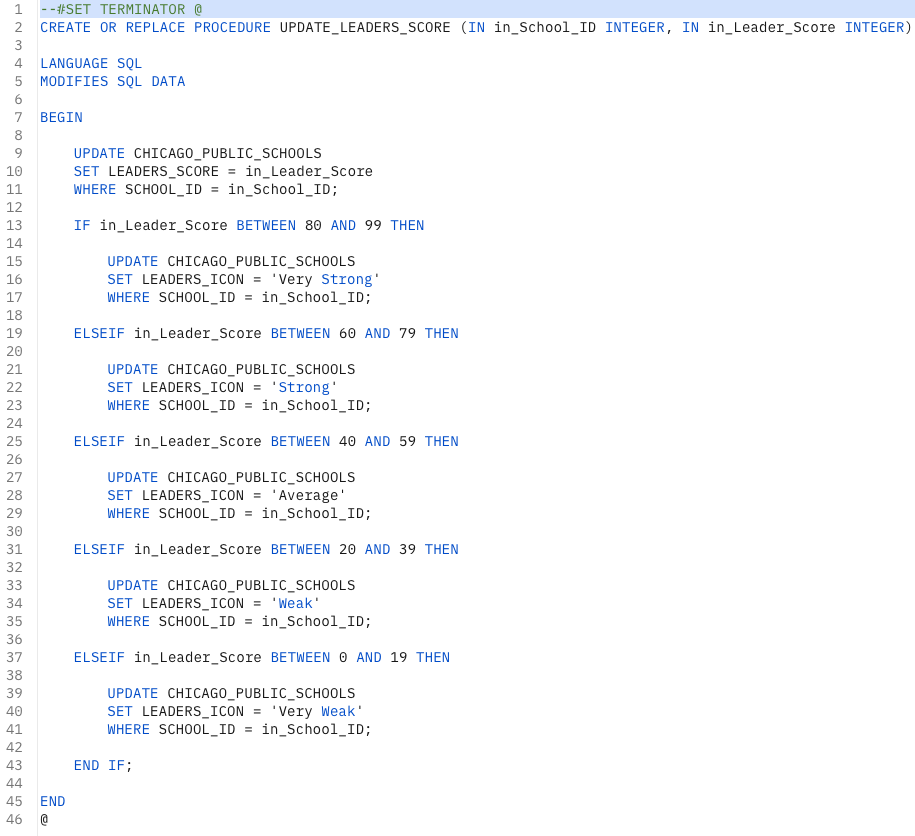 1 --#SET TERMINATOR @
2 CREATE OR REPLACE PROCEDURE UPDATE_LEADERS_SCORE (IN in_School_ID INTEGER, IN in_Leader_Score INTEGER)
3
4 LANGUAGE SQL
5 MODIFIES SQL DATA
6
7 BEGIN
8
9 UPDATE CHICAGO_PUBLIC_SCHOOLS
10 SET LEADERS_SCORE = in_Leader_Score
11 WHERE SCHOOL_ID = in_School_ID;
12
13 IF in_Leader_Score BETWEEN 80 AND 99 THEN
14
15 UPDATE CHICAGO_PUBLIC_SCHOOLS
16 SET LEADERS_ICON = 'Very Strong'
17 WHERE SCHOOL_ID = in_School_ID;
18
19 ELSEIF in_Leader_Score BETWEEN 60 AND 79 THEN
20
21 UPDATE CHICAGO_PUBLIC_SCHOOLS
22 SET LEADERS_ICON = 'Strong'
23 WHERE SCHOOL_ID = in_School_ID;
24
25 ELSEIF in_Leader_Score BETWEEN 40 AND 59 THEN
26
27 UPDATE CHICAGO_PUBLIC_SCHOOLS
28 SET LEADERS_ICON = 'Average'
29 WHERE SCHOOL_ID = in_School_ID;
30
31 ELSEIF in_Leader_Score BETWEEN 20 AND 39 THEN
32
33 UPDATE CHICAGO_PUBLIC_SCHOOLS
34 SET LEADERS_ICON = 'Weak'
35 WHERE SCHOOL_ID = in_School_ID;
36
37 ELSEIF in_Leader_Score BETWEEN 0 AND 19 THEN
38
39 UPDATE CHICAGO_PUBLIC_SCHOOLS
40 SET LEADERS_ICON = 'Very Weak'
41 WHERE SCHOOL_ID = in_School_ID;
42
43 END IF;
44
45 END
46 @